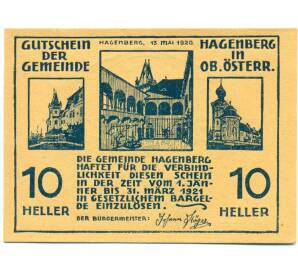 GUTSCHEIN
DER
GEMEINDE
HAGENBERG, 13. MAI 1920.
HAGENBERG
IN
OB. ÖSTERR.
DIE GEMEINDE HAGENBERG
HAFTET FÜR DIE VERBIND-
LICHKEIT DIESEN SCHEIN
IN DER ZEIT VOM 1. JÄN-
NER BIS 31. MÄRZ 1921
IN GESETZLICHEM BARGEL-
DE EINZULÖSEN.
10
HELLER
10
HELLER
DER BÜRGERMEISTER: Johann